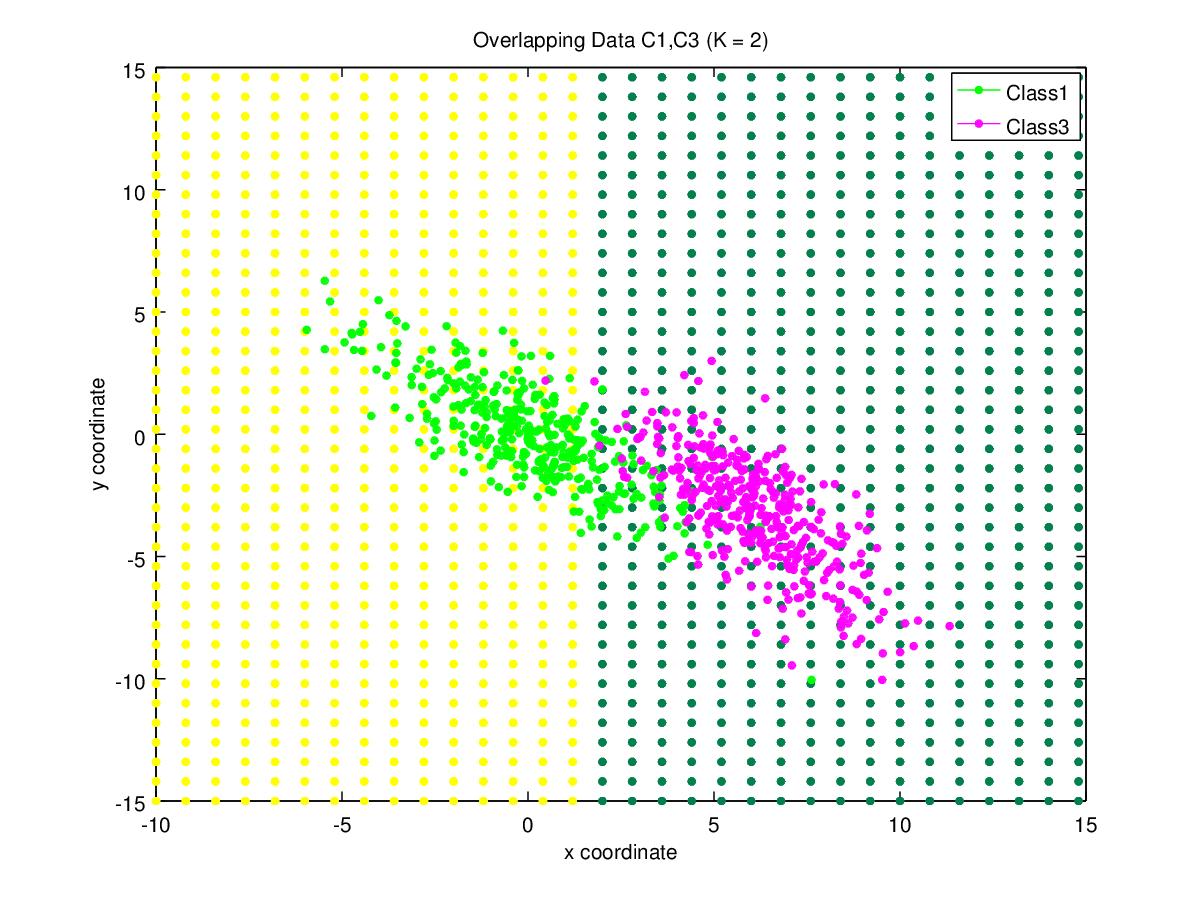 Overlapping Data C1,C3 (K = 2)
Class1
Class3
15
10
5
0
-5
-10
-15
y coordinate
-10
-5
0
5
10
15
x coordinate